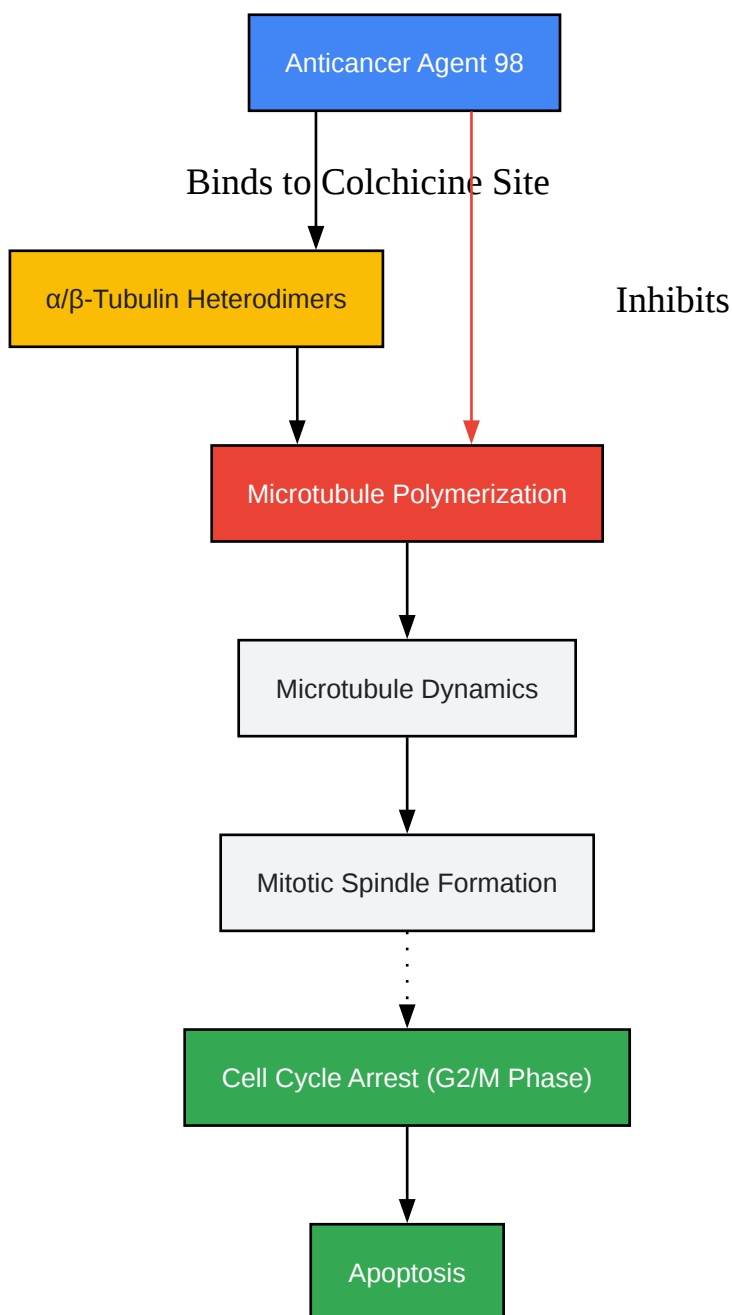 Anticancer Agent 98
Binds to Colchicine Site
α/β-Tubulin Heterodimers
Inhibits
Microtubule Polymerization
Microtubule Dynamics
Mitotic Spindle Formation
Cell Cycle Arrest (G2/M Phase)
Apoptosis